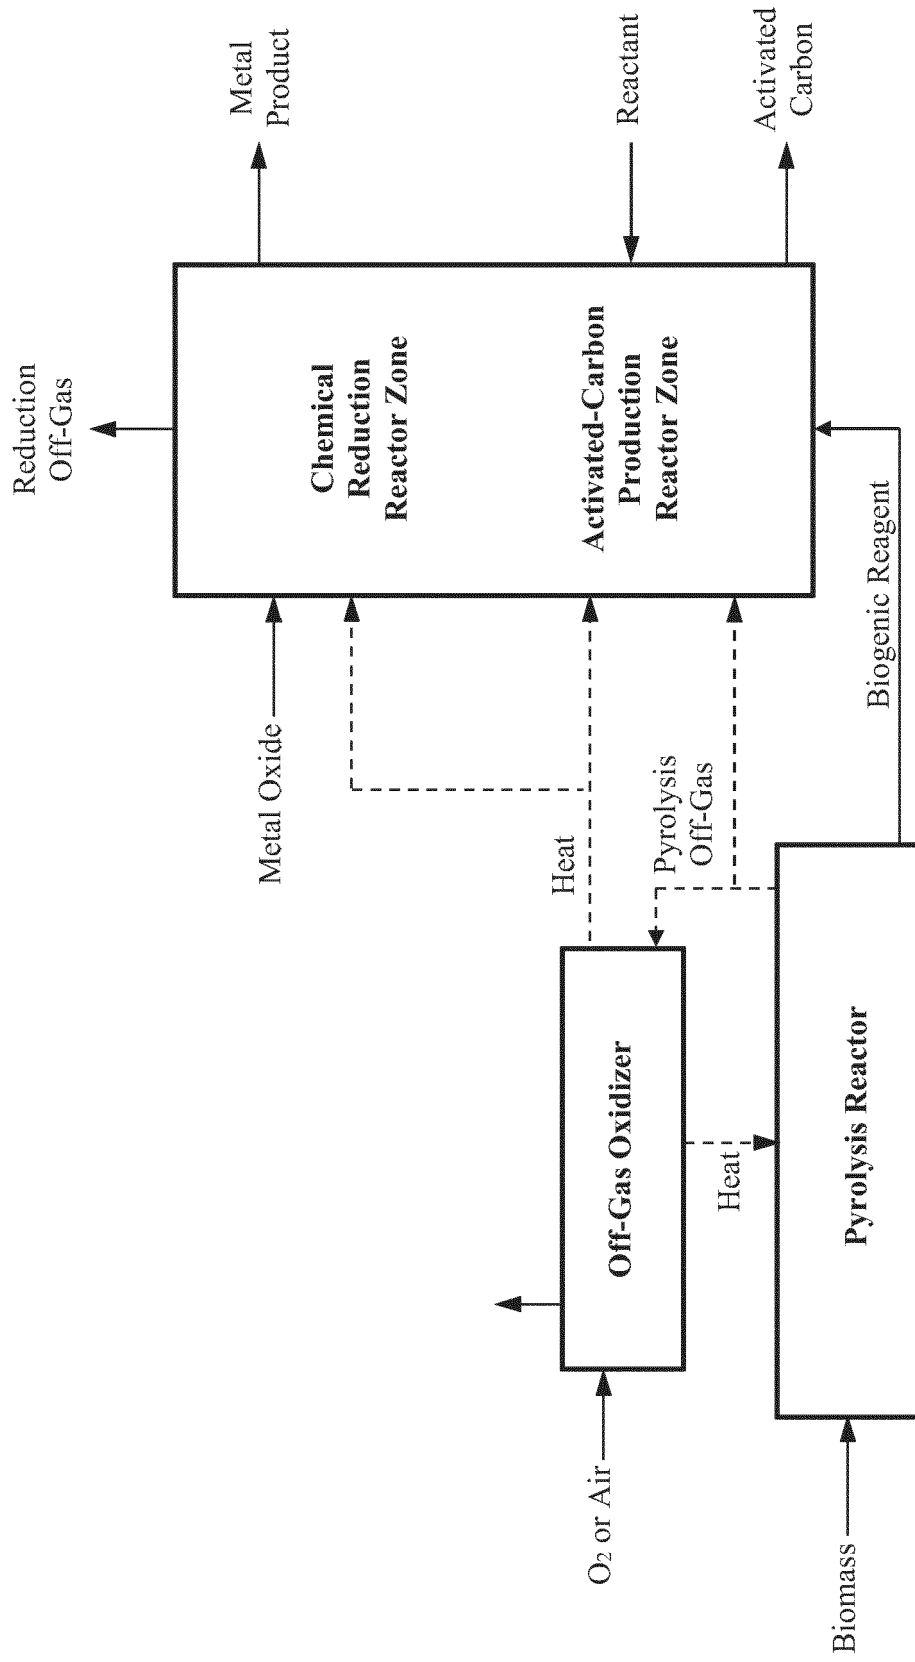 Reduction
Off-Gas
Metal
Product
Metal Oxide
Chemical
Reduction
Reactor Zone
Heat
Activated-Carbon
Production
Reactor Zone
Reactant
O2 or Air
Off-Gas Oxidizer
Pyrolysis
Off-Gas
Activated
Carbon
Heat
Biomass
Pyrolysis Reactor
Biogenic Reagent